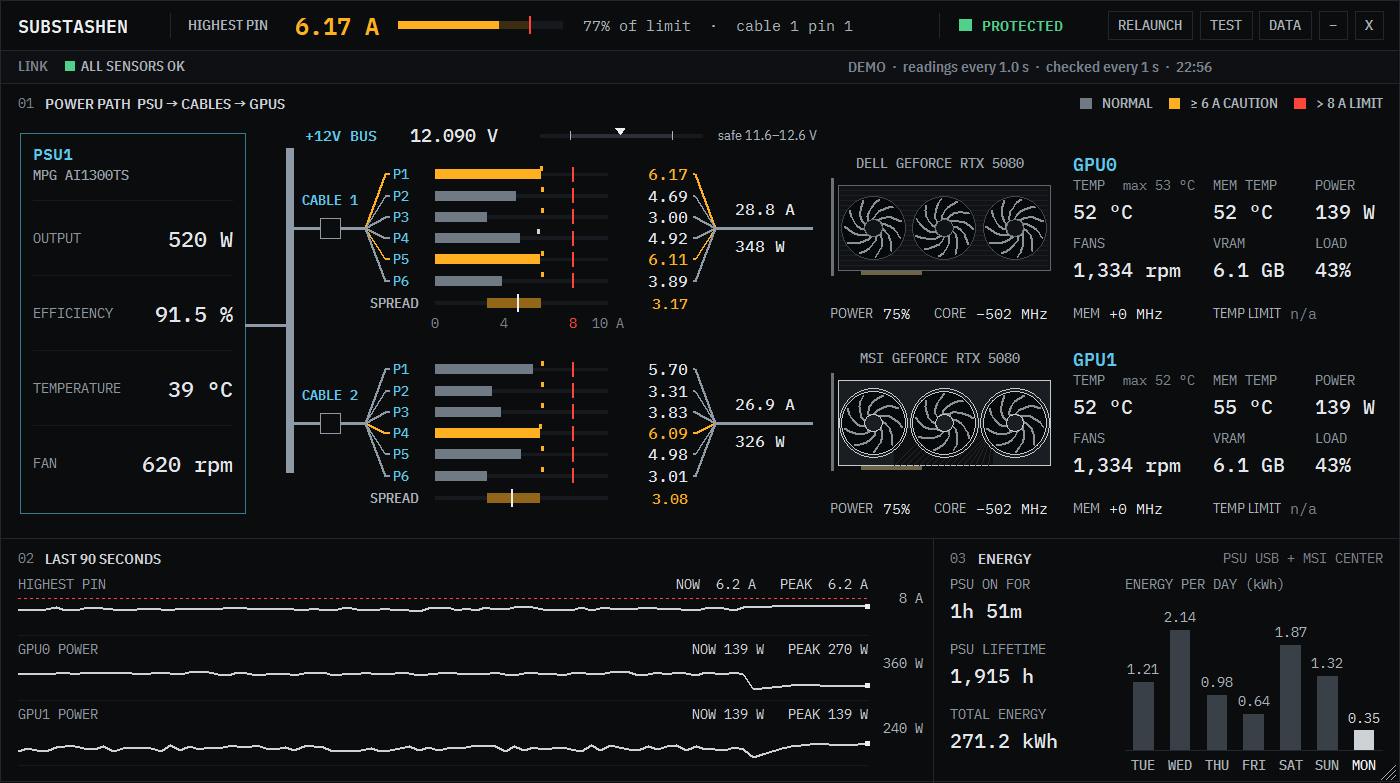 SUBSTASHEN HIGHEST PIN 6.17 A 77% of limit · cable 1 pin 1 PROTECTED RELAUNCH TEST DATA − X
LINK ALL SENSORS OK DEMO · readings every 1.0 s · checked every 1 s · 22:56
01 POWER PATH PSU → CABLES → GPUS NORMAL ≥ 6 A CAUTION > 8 A LIMIT
PSU1
MPG AI1300TS
OUTPUT 520 W
EFFICIENCY 91.5 %
TEMPERATURE 39 °C
FAN 620 rpm
+12V BUS 12.090 V safe 11.6–12.6 V
CABLE 1
P1 6.17
P2 4.69
P3 3.00
P4 4.92
P5 6.11
P6 3.89
SPREAD 3.17
0 4 8 10 A
28.8 A
348 W
CABLE 2
P1 5.70
P2 3.31
P3 3.83
P4 6.09
P5 4.98
P6 3.01
SPREAD 3.08
26.9 A
326 W
DELL GEFORCE RTX 5080
GPU0
TEMP max 53 °C MEM TEMP POWER
52 °C 52 °C 139 W
FANS VRAM LOAD
1,334 rpm 6.1 GB 43%
POWER 75% CORE −502 MHz MEM +0 MHz TEMP LIMIT n/a
MSI GEFORCE RTX 5080
GPU1
TEMP max 52 °C MEM TEMP POWER
52 °C 55 °C 139 W
FANS VRAM LOAD
1,334 rpm 6.1 GB 43%
POWER 75% CORE −502 MHz MEM +0 MHz TEMP LIMIT n/a
02 LAST 90 SECONDS
HIGHEST PIN NOW 6.2 A PEAK 6.2 A
8 A
GPU0 POWER NOW 139 W PEAK 270 W
360 W
GPU1 POWER NOW 139 W PEAK 139 W
240 W
03 ENERGY PSU USB + MSI CENTER
PSU ON FOR
1h 51m
PSU LIFETIME
1,915 h
TOTAL ENERGY
271.2 kWh
ENERGY PER DAY (kWh)
1.21 2.14 0.98 0.64 1.87 1.32 0.35
TUE WED THU FRI SAT SUN MON